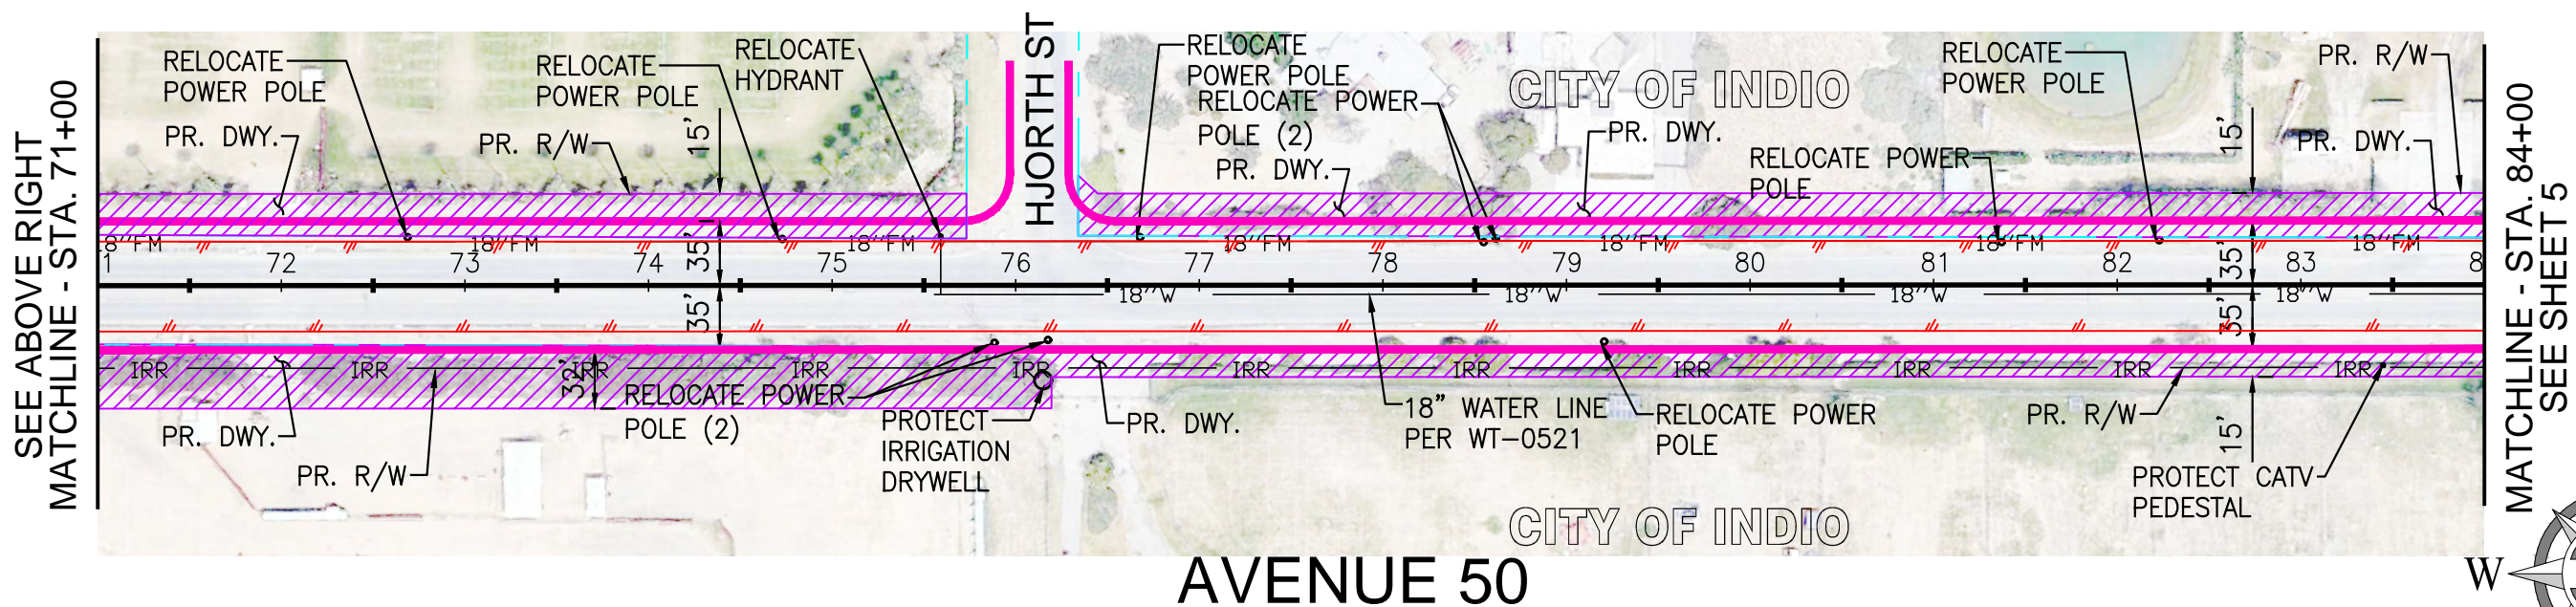 SEE ABOVE RIGHT
MATCHLINE - STA. 71+00
RELOCATE
POWER POLE
PR. DWY.
RELOCATE
POWER POLE
PR. R/W
RELOCATE
HYDRANT
15'
HJORTH ST
RELOCATE
POWER POLE
RELOCATE POWER
POLE (2)
PR. DWY.
CITY OF INDIO
PR. DWY.
RELOCATE POWER
POLE
RELOCATE
POWER POLE
15'
PR. R/W
PR. DWY.
8"FM 18"FM 18"FM 18"FM 18"FM 18"FM 18"FM
1 72 73 74 75 76 77 78 79 80 81 82 83 8
35' 35'
18"W 18"W 18"W 18"W
35' 35'
IRR IRR IRR IRR IRR IRR IRR IRR IRR IRR IRR
32'
PR. DWY.
PR. R/W
RELOCATE POWER
POLE (2)
PROTECT
IRRIGATION
DRYWELL
PR. DWY.
18" WATER LINE
PER WT-0521
RELOCATE POWER
POLE
PR. R/W
15'
PROTECT CATV
PEDESTAL
CITY OF INDIO
AVENUE 50
MATCHLINE - STA. 84+00
SEE SHEET 5
W